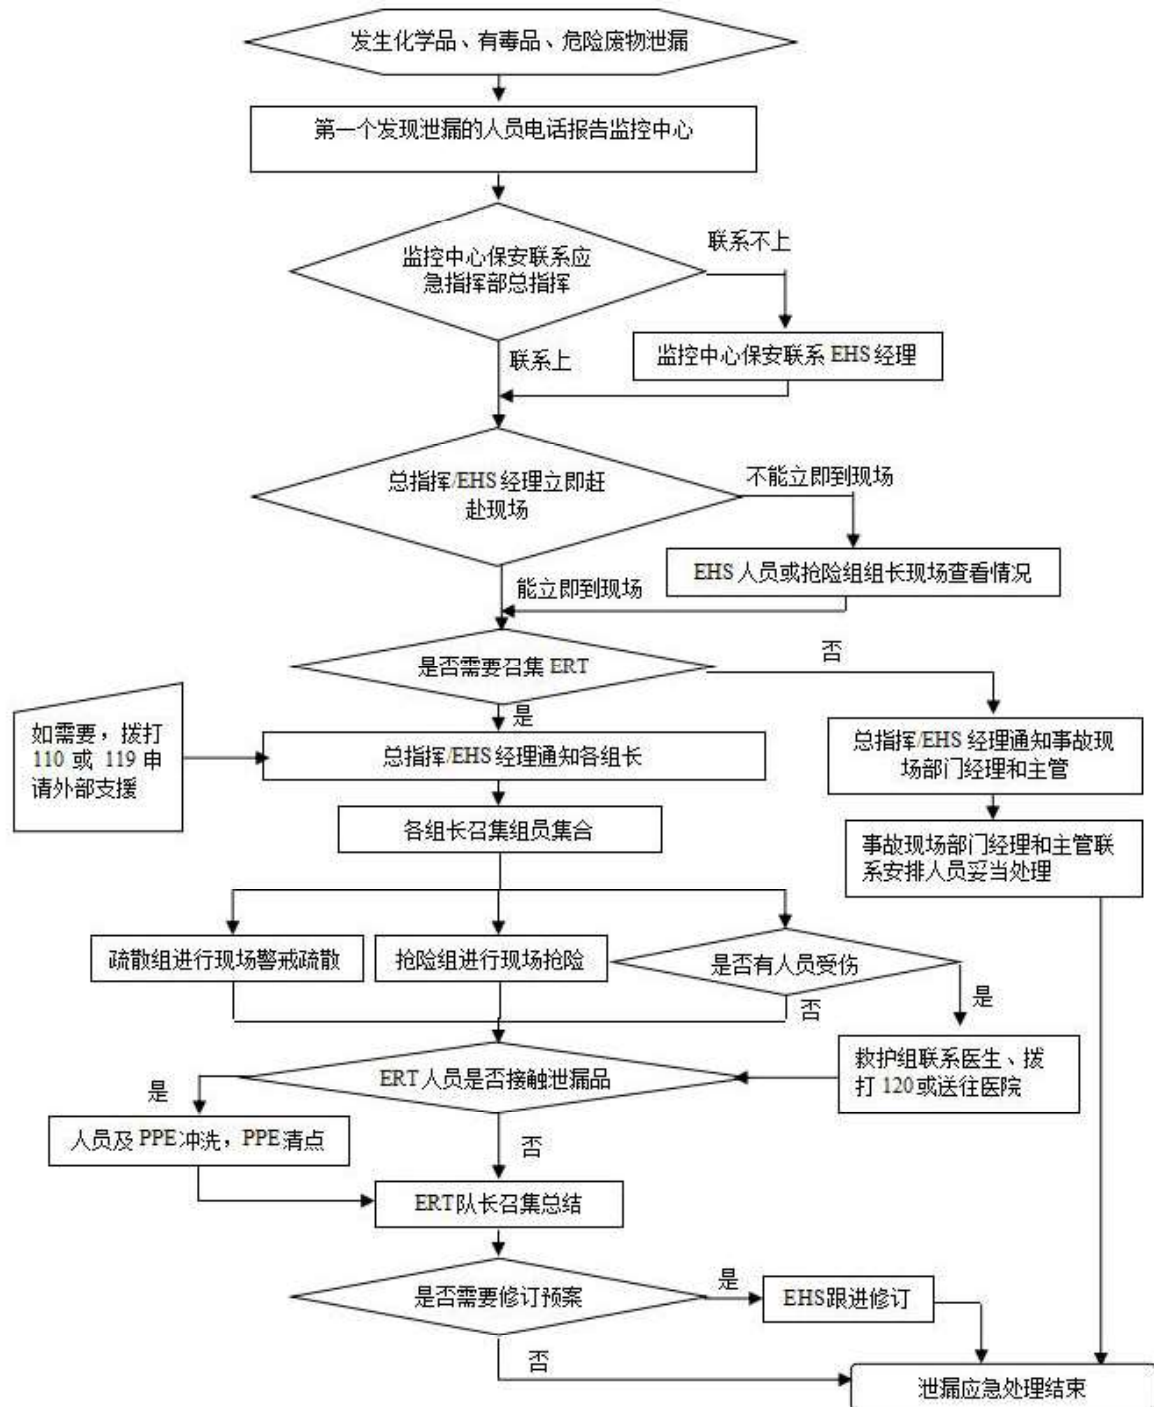 发生化学品、有毒品、危险废物泄漏
第一个发现泄漏的人员电话报告监控中心
监控中心保安联系应
急指挥部总指挥
联系不上
监控中心保安联系 EHS 经理
联系上
总指挥/EHS 经理立即赶
赴现场
不能立即到现场
EHS 人员或抢险组组长现场查看情况
能立即到现场
是否需要召集 ERT
否
是
如需要，拨打
110 或 119 申
请外部支援
总指挥/EHS 经理通知各组长
总指挥/EHS 经理通知事故现
场部门经理和主管
各组长召集组员集合
事故现场部门经理和主管联
系安排人员妥当处理
疏散组进行现场警戒疏散
抢险组进行现场抢险
是否有人员受伤
是
否
救护组联系医生、拨
打 120 或送往医院
ERT 人员是否接触泄漏品
是
人员及 PPE 冲洗，PPE 清点
否
ERT 队长召集总结
是否需要修订预案
是
EHS跟进修订
否
泄漏应急处理结束